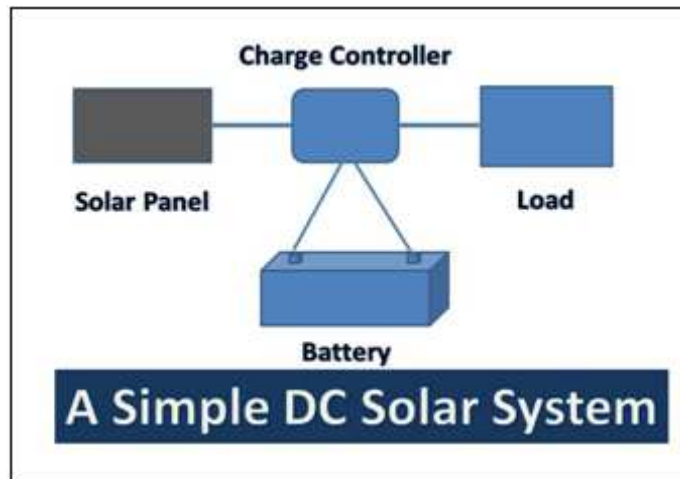 Charge Controller
Solar Panel
Load
Battery
A Simple DC Solar System